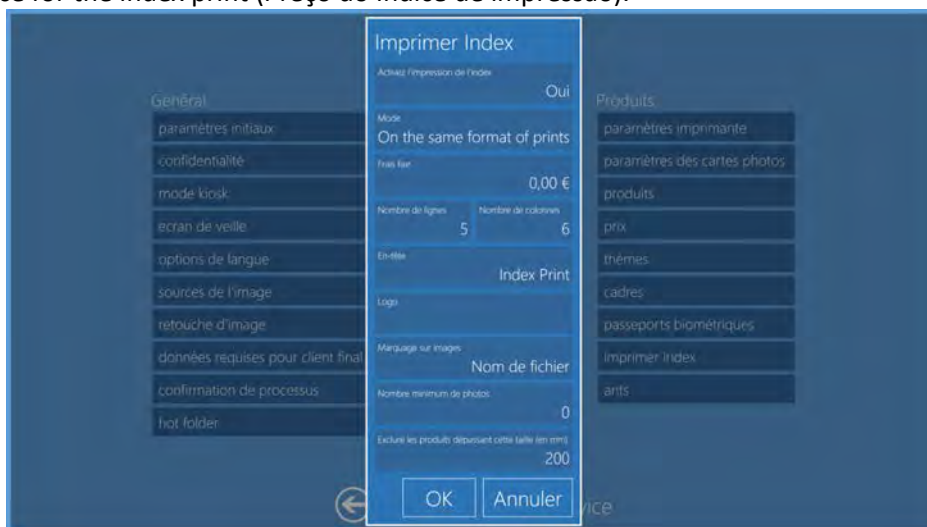 ce for the index print (Preço do índice de impressão).
Imprimer Index
Activez l'impression de l'index
Oui
Mode
On the same format of prints
Frais fixe
0,00 €
Nombre de lignes
5
Nombre de colonnes
6
En-tête
Index Print
Logo
Marquage sur images
Nom de fichier
Nombre minimum de photos
0
Exclure les produits dépassant cette taille (en mm)
200
OK
Annuler
Général
paramètres initiaux
confidentialité
mode kiosk
ecran de veille
options de langue
sources de l'image
retouche d'image
données requises pour client final
confirmation de processus
hot folder
Produits
paramètres imprimante
paramètres des cartes photos
produits
prix
thèmes
cadres
passeports biométriques
imprimer index
ants
vice